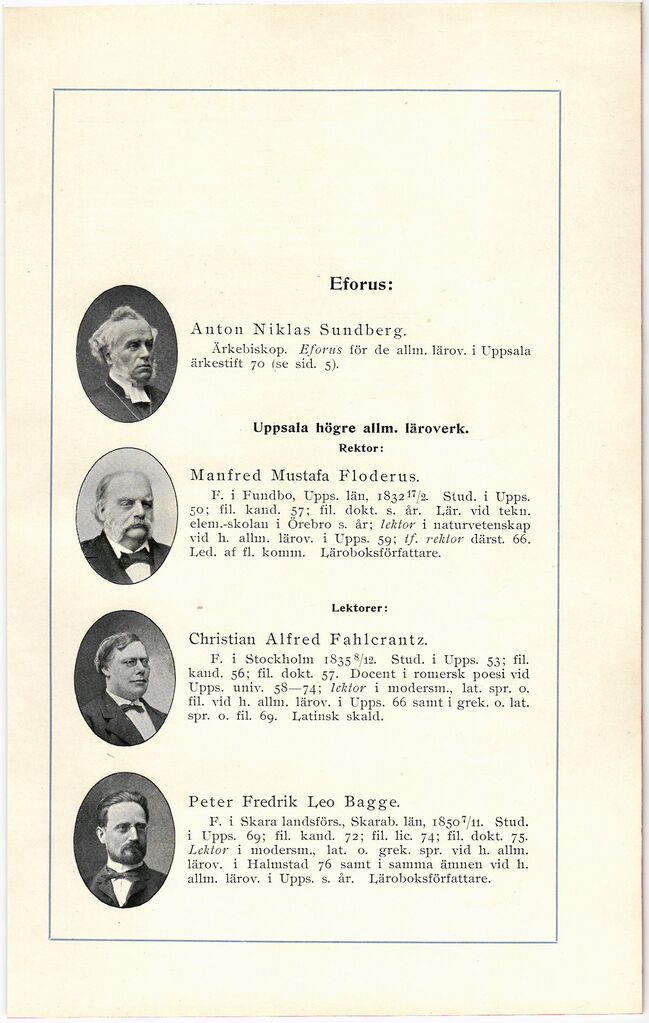 Eforus:
Anton Niklas Sundberg.
Ärkebiskop. Eforus för de allm. lärov. i Uppsala
ärkestift 70 (se sid. 5).
Uppsala högre allm. läroverk.
Rektor:
Manfred Mustafa Floderus.
F. i Fundbo, Upps. län, 1832 17/2. Stud. i Upps.
50; fil. kand. 57; fil. dokt. s. år. Lär. vid tekn.
elem.-skolan i Örebro s. år; lektor i naturvetenskap
vid h. allm. lärov. i Upps. 59; tf. rektor därst. 66.
Led. af fl. komm. Läroboksförfattare.
Lektorer:
Christian Alfred Fahlcrantz.
F. i Stockholm 1835 8/12. Stud. i Upps. 53; fil.
kand. 56; fil. dokt. 57. Docent i romersk poesi vid
Upps. univ. 58—74; lektor i modersm., lat. spr. o.
fil. vid h. allm. lärov. i Upps. 66 samt i grek. o. lat.
spr. o. fil. 69. Latinsk skald.
Peter Fredrik Leo Bagge.
F. i Skara landsförs., Skarab. län, 1850 7/11. Stud.
i Upps. 69; fil. kand. 72; fil. lic. 74; fil. dokt. 75.
Lektor i modersm., lat. o. grek. spr. vid h. allm.
lärov. i Halmstad 76 samt i samma ämnen vid h.
allm. lärov. i Upps. s. år. Läroboksförfattare.